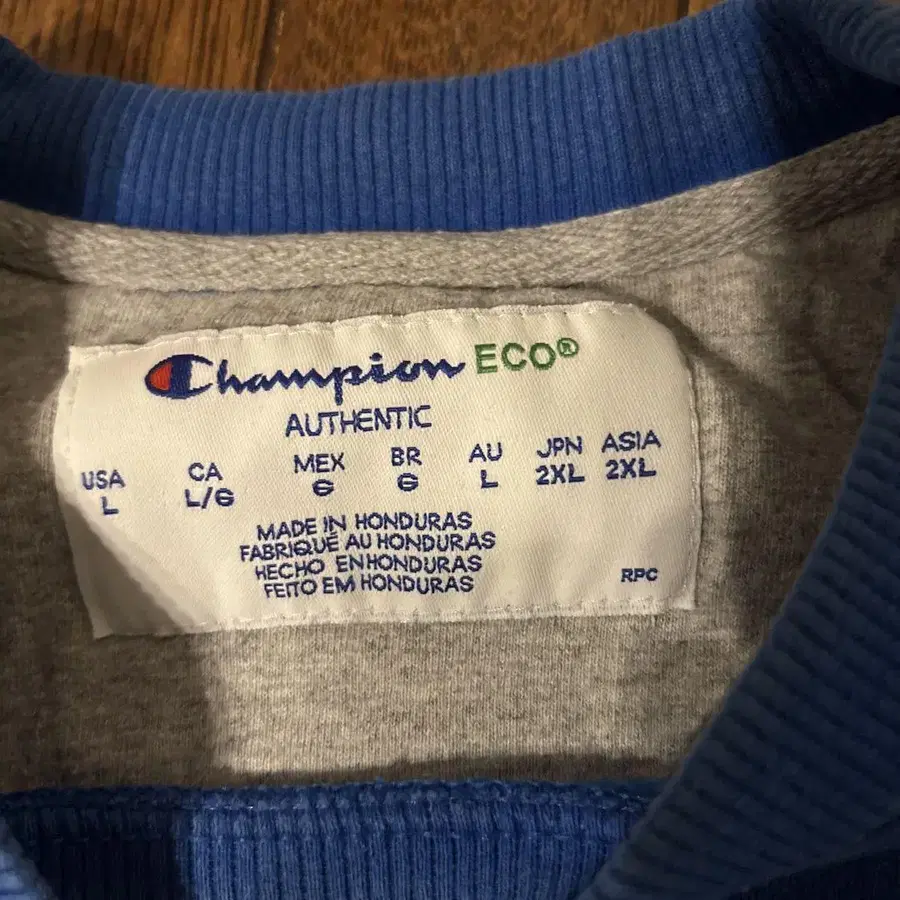 Champion ECO®
AUTHENTIC
USA CA MEX BR AU JPN ASIA
L L/G G G L 2XL 2XL
MADE IN HONDURAS
FABRIQUÉ AU HONDURAS
HECHO EN HONDURAS
FEITO EM HONDURAS
RPC